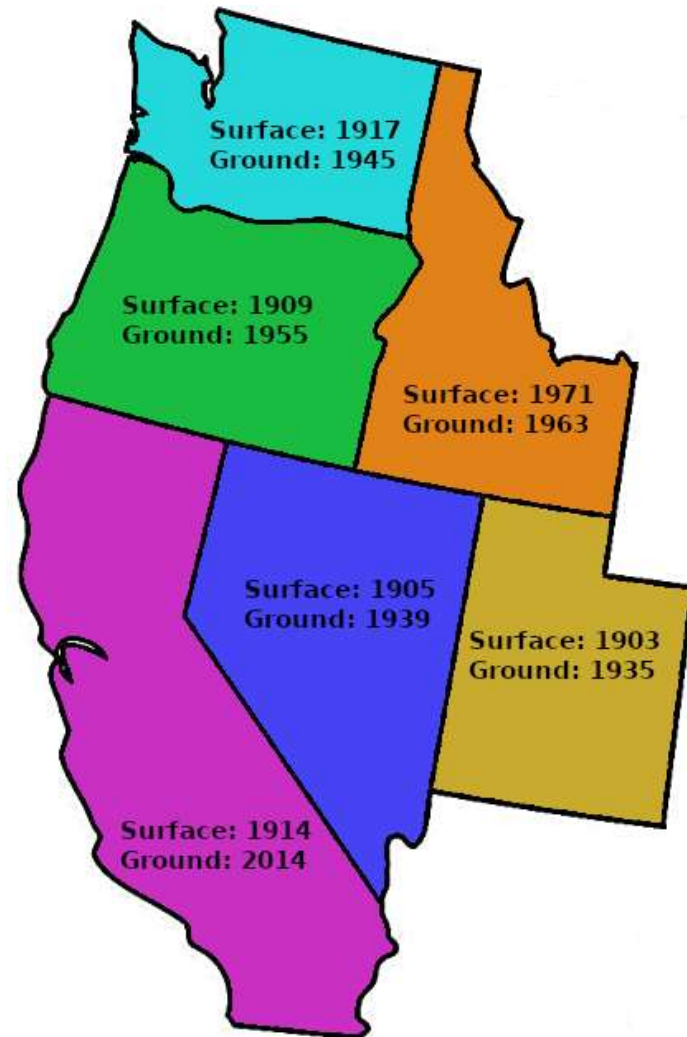 Surface: 1917
Ground: 1945
Surface: 1909
Ground: 1955
Surface: 1971
Ground: 1963
Surface: 1905
Ground: 1939
Surface: 1903
Ground: 1935
Surface: 1914
Ground: 2014